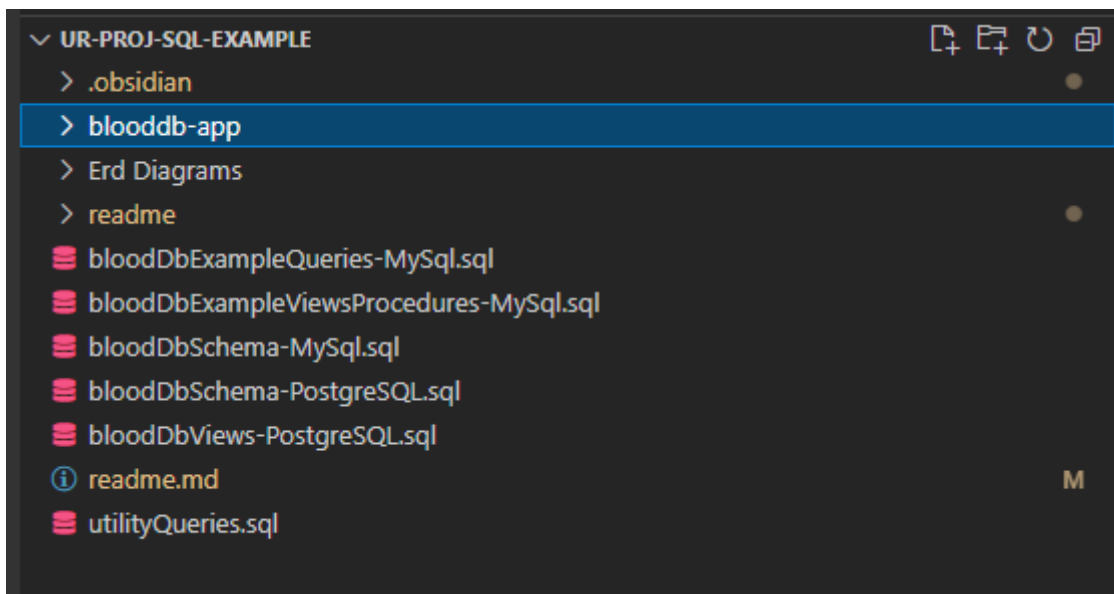 UR-PROJ-SQL-EXAMPLE
.obsidian
blooddb-app
Erd Diagrams
readme
bloodDbExampleQueries-MySql.sql
bloodDbExampleViewsProcedures-MySql.sql
bloodDbSchema-MySql.sql
bloodDbSchema-PostgreSQL.sql
bloodDbViews-PostgreSQL.sql
readme.md M
utilityQueries.sql